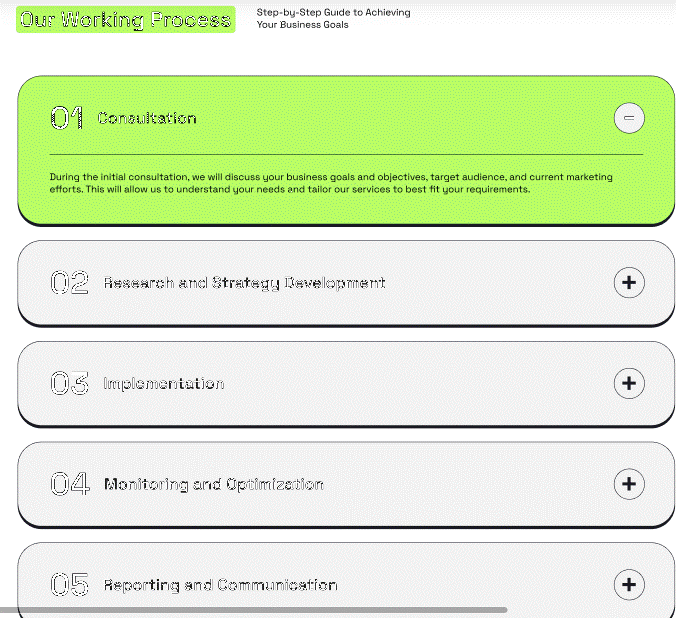 Our Working Process
Step-by-Step Guide to Achieving
Your Business Goals
01 Consultation
During the initial consultation, we will discuss your business goals and objectives, target audience, and current marketing
efforts. This will allow us to understand your needs and tailor our services to best fit your requirements.
02 Research and Strategy Development
03 Implementation
04 Monitoring and Optimization
05 Reporting and Communication